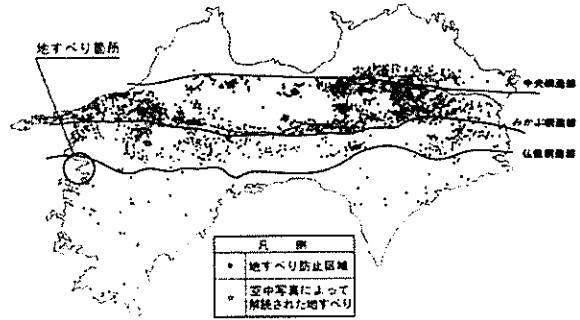 地すべり箇所
中央構造線
みかぶ構造線
仏像構造線
凡例
地すべり防止区域
空中写真によって
解読された地すべり